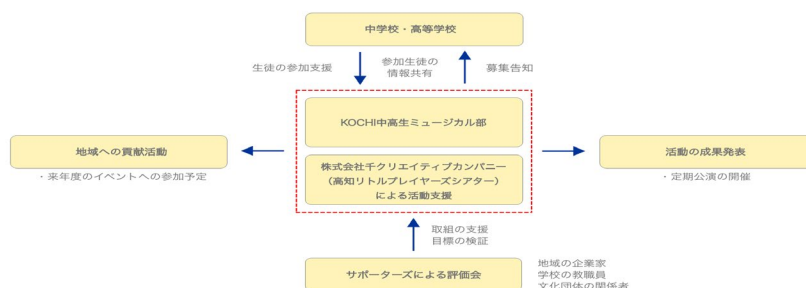 中学校・高等学校
生徒の参加支援
参加生徒の
情報共有
募集告知
KOCHI中高生ミュージカル部
地域への貢献活動
・来年度のイベントへの参加予定
株式会社千クリエイティブカンパニー
（高知リトルプレイヤーズシアター）
による活動支援
活動の成果発表
・定期公演の開催
取組の支援
目標の検証
サポーターズによる評価会
地域の企業家
学校の教職員
文化団体の関係者